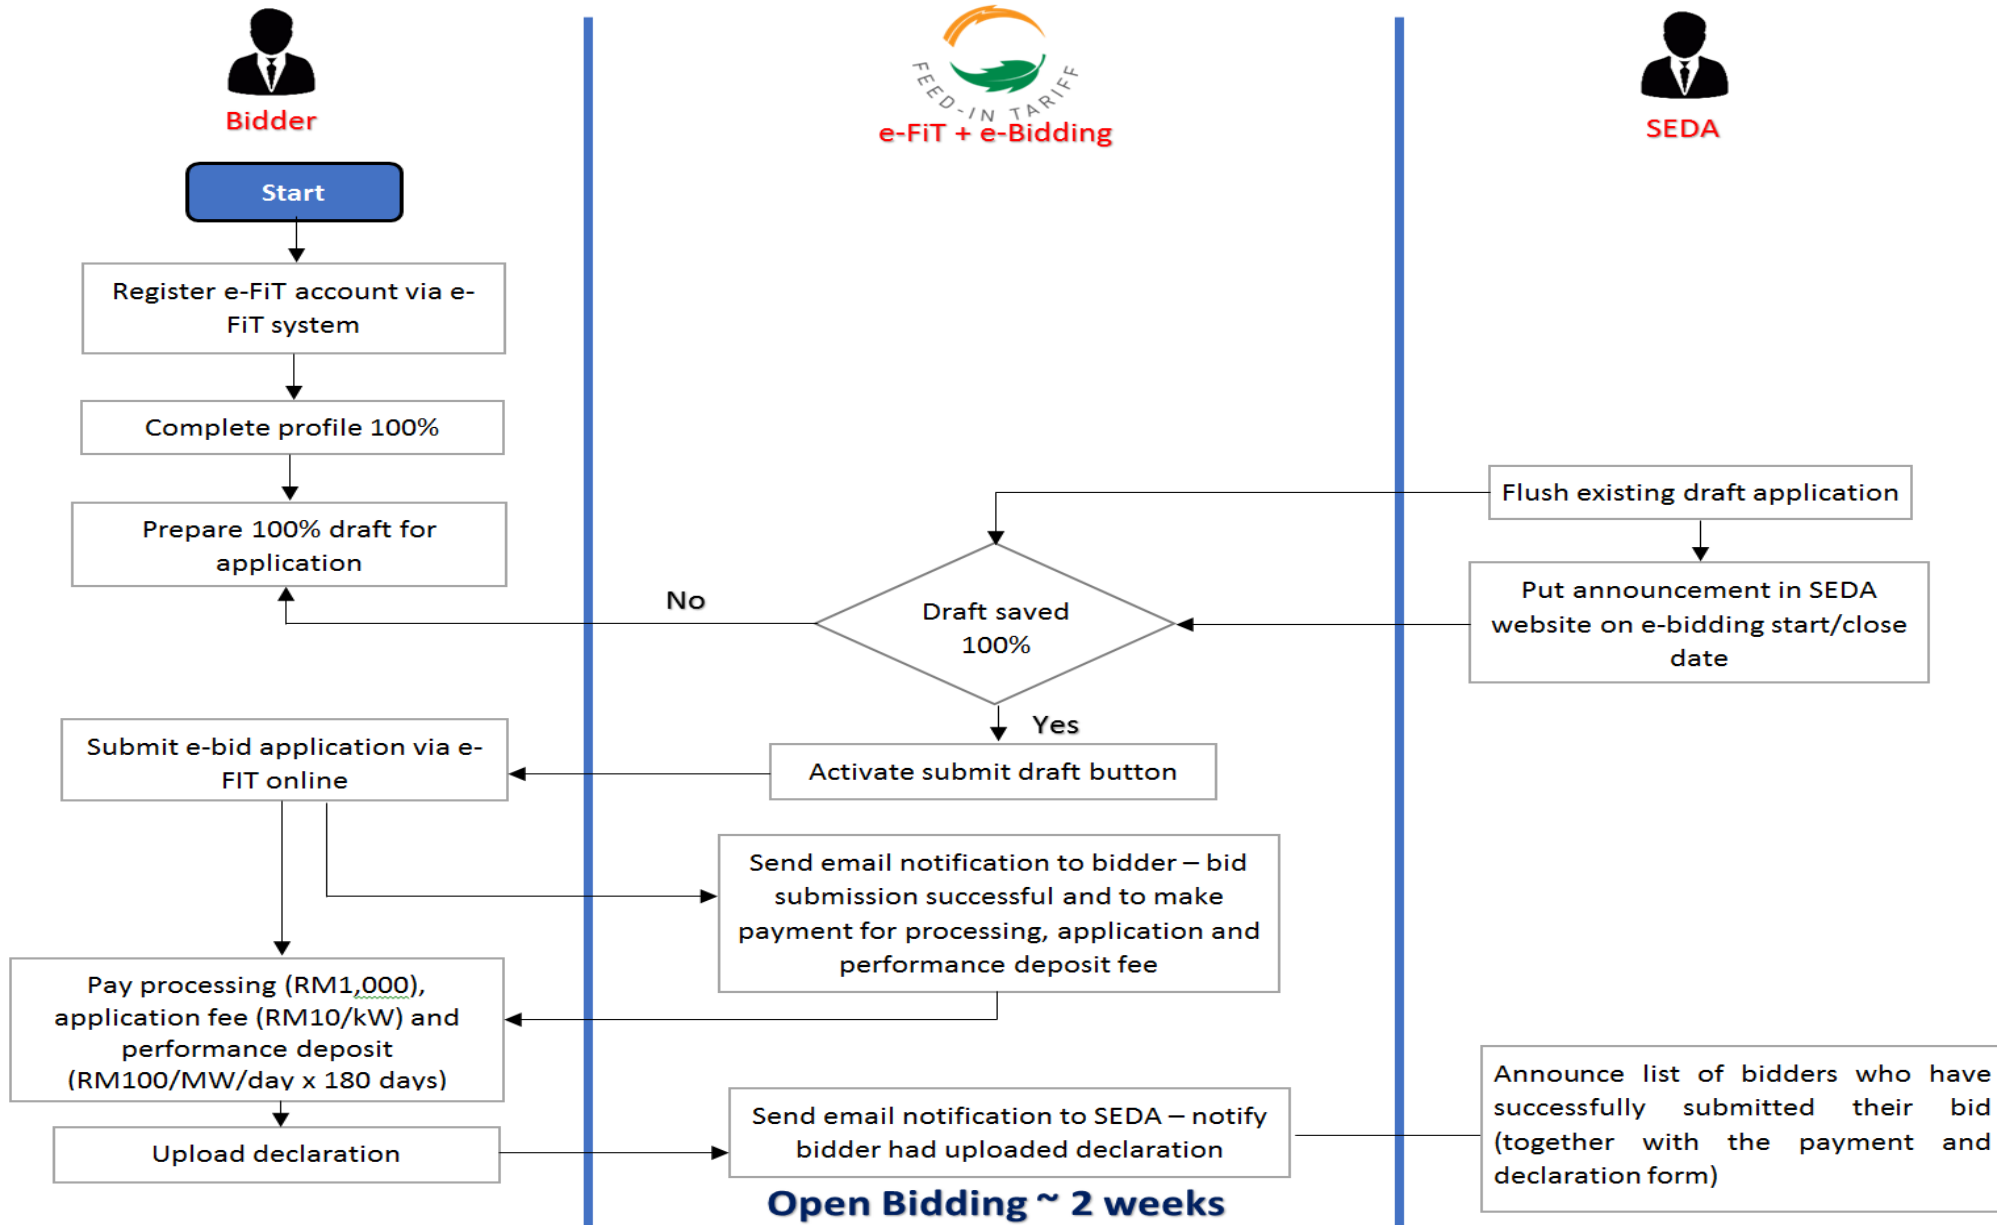 Bidder
FEED-IN TARIFF
e-FiT + e-Bidding
SEDA
Start
Register e-FiT account via e-
FiT system
Complete profile 100%
Prepare 100% draft for
application
Flush existing draft application
Put announcement in SEDA
website on e-bidding start/close
date
Draft saved
100%
No
Yes
Activate submit draft button
Submit e-bid application via e-
FIT online
Send email notification to bidder – bid
submission successful and to make
payment for processing, application and
performance deposit fee
Pay processing (RM1,000),
application fee (RM10/kW) and
performance deposit
(RM100/MW/day x 180 days)
Upload declaration
Send email notification to SEDA – notify
bidder had uploaded declaration
Announce list of bidders who have
successfully submitted their bid
(together with the payment and
declaration form)
Open Bidding ~ 2 weeks